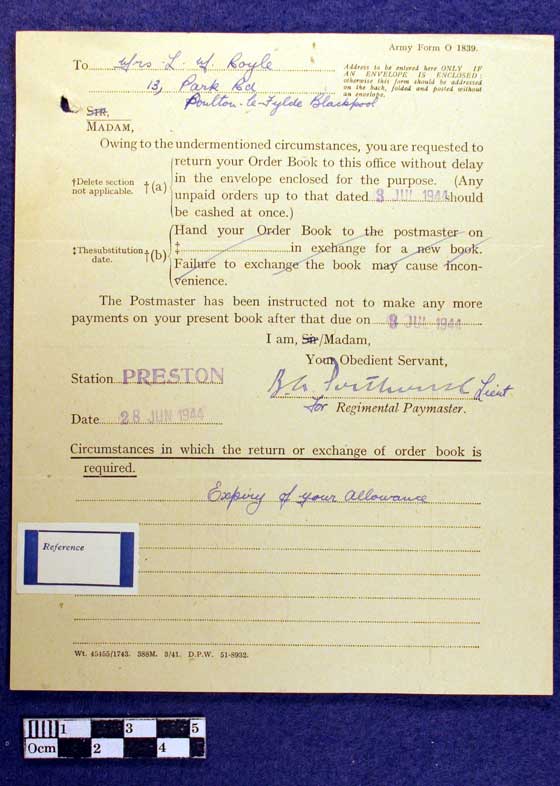 Army Form O 1839.
To Mrs L. M. Royle
13, Park Rd
Poulton-le-Fylde Blackpool
Address to be entered here ONLY IF
AN ENVELOPE IS ENCLOSED:
otherwise this form should be addressed
on the back, folded and posted without
an envelope.
SIR,
MADAM,
Owing to the undermentioned circumstances, you are requested to
return your Order Book to this office without delay
in the envelope enclosed for the purpose. (Any
†Delete section not applicable. †(a) unpaid orders up to that dated 3 JUL 1944 should
be cashed at once.)
Hand your Order Book to the postmaster on
‡The substitution date. †(b) ‡ in exchange for a new book.
Failure to exchange the book may cause incon-
venience.
The Postmaster has been instructed not to make any more
payments on your present book after that due on 3 JUL 1944
I am, Sir/Madam,
Your Obedient Servant,
Station PRESTON
Lieut
for Regimental Paymaster.
Date 28 JUN 1944
Circumstances in which the return or exchange of order book is
required.
Expiry of your allowance
Reference
Wt. 45455/1743. 388M. 3/41. D.P.W. 51-8932.
1 3 5
0cm 2 4